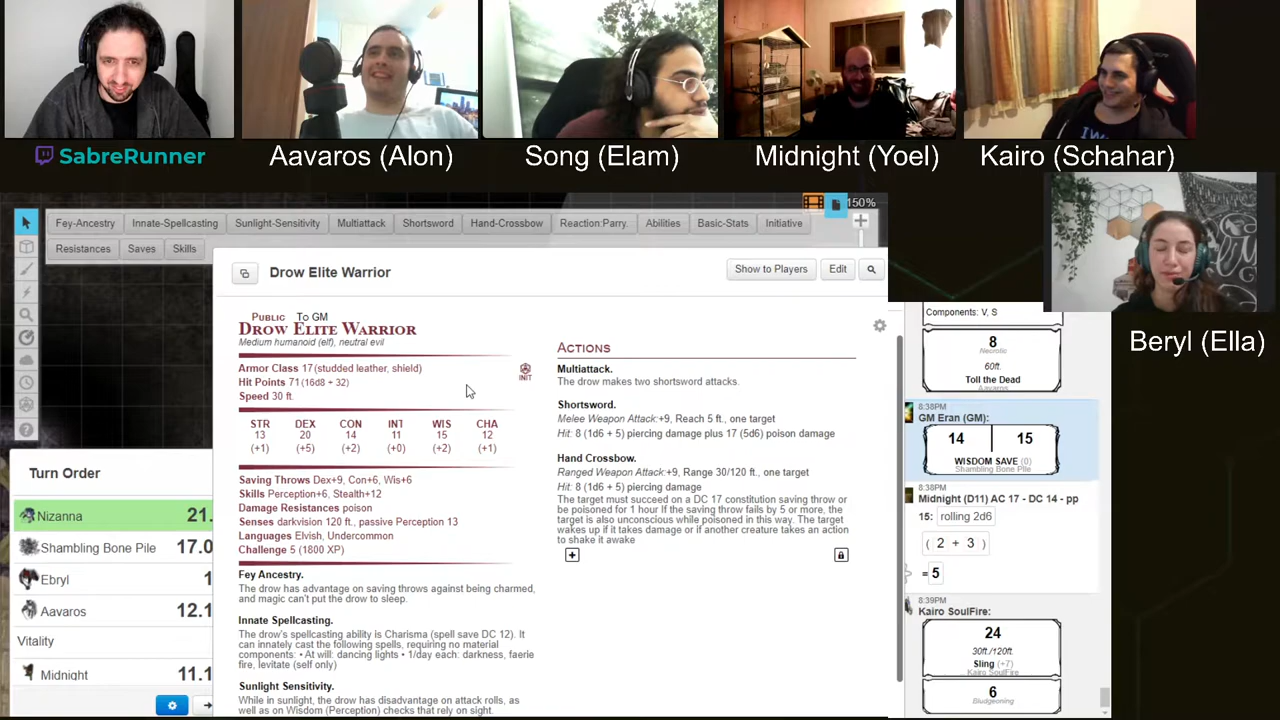 SabreRunner
Aavaros (Alon)
Song (Elam)
Midnight (Yoel)
Kairo (Schahar)
Beryl (Ella)
150%
Fey-Ancestry
Innate-Spellcasting
Sunlight-Sensitivity
Multiattack
Shortsword
Hand-Crossbow
Reaction:Parry.
Abilities
Basic-Stats
Initiative
Resistances
Saves
Skills
Drow Elite Warrior
Show to Players
Edit
PUBLIC To GM
DROW ELITE WARRIOR
Medium humanoid (elf), neutral evil
Armor Class 17 (studded leather, shield)
Hit Points 71 (16d8 + 32)
Speed 30 ft.
INIT
STR DEX CON INT WIS CHA
13 20 14 11 15 12
(+1) (+5) (+2) (+0) (+2) (+1)
Saving Throws Dex+9, Con+6, Wis+6
Skills Perception+6, Stealth+12
Damage Resistances poison
Senses darkvision 120 ft., passive Perception 13
Languages Elvish, Undercommon
Challenge 5 (1800 XP)
Fey Ancestry.
The drow has advantage on saving throws against being charmed,
and magic can't put the drow to sleep.
Innate Spellcasting.
The drow's spellcasting ability is Charisma (spell save DC 12). It
can innately cast the following spells, requiring no material
components: • At will: dancing lights • 1/day each: darkness, faerie
fire, levitate (self only)
Sunlight Sensitivity.
While in sunlight, the drow has disadvantage on attack rolls, as
well as on Wisdom (Perception) checks that rely on sight.
ACTIONS
Multiattack.
The drow makes two shortsword attacks.
Shortsword.
Melee Weapon Attack:+9, Reach 5 ft., one target
Hit: 8 (1d6 + 5) piercing damage plus 17 (5d6) poison damage
Hand Crossbow.
Ranged Weapon Attack:+9, Range 30/120 ft., one target
Hit: 8 (1d6 + 5) piercing damage
The target must succeed on a DC 17 constitution saving throw or
be poisoned for 1 hour If the saving throw fails by 5 or more, the
target is also unconscious while poisoned in this way. The target
wakes up if it takes damage or if another creature takes an action
to shake it awake
Turn Order
Nizanna 21.
Shambling Bone Pile 17.0
Ebryl 1
Aavaros 12.1
Vitality
Midnight 11.1
Components: V, S
8
Necrotic
60ft.
Toll the Dead
Aavaros
8:38PM
GM Eran (GM):
14 15
WISDOM SAVE (0)
Shambling Bone Pile
8:38PM
Midnight (D11) AC 17 - DC 14 - pp
15: rolling 2d6
( 2 + 3 )
= 5
8:39PM
Kairo SoulFire:
24
30ft./120ft.
Sling (+7)
Kairo SoulFire
6
Bludgeoning